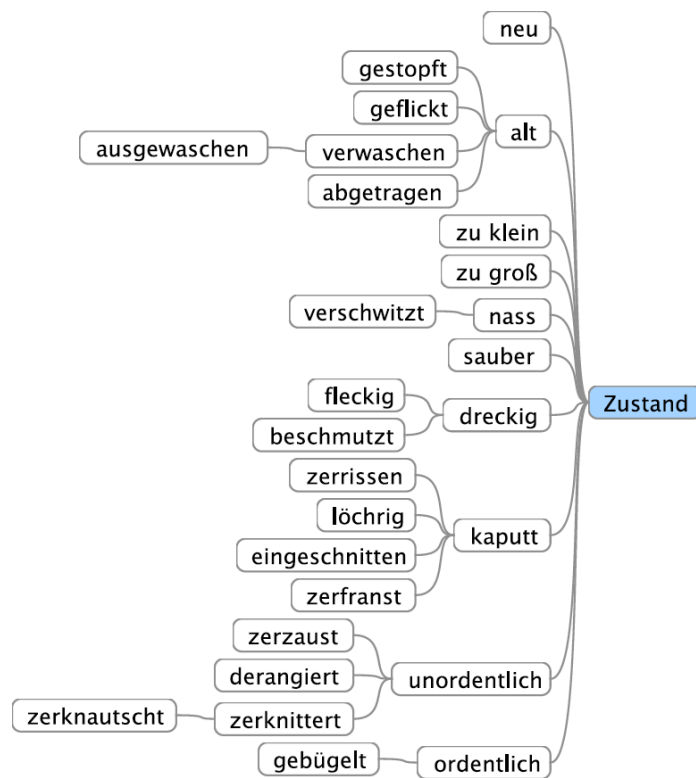 neu
gestopft
geflickt
alt
ausgewaschen
verwaschen
abgetragen
zu klein
zu groß
verschwitzt
nass
sauber
fleckig
dreckig
beschmutzt
Zustand
zerrissen
löchrig
kaputt
eingeschnitten
zerfranst
zerzaust
derangiert
unordentlich
zerknautscht
zerknittert
gebügelt
ordentlich